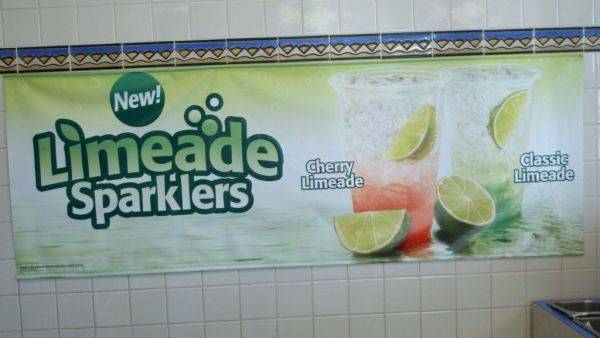 New!
Limeade
Sparklers
Cherry
Limeade
Classic
Limeade